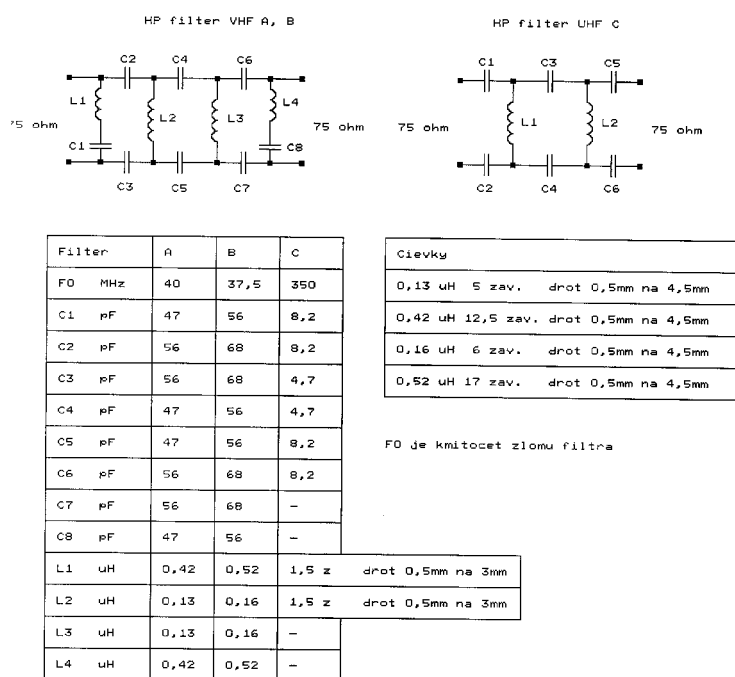 HP filter VHF A, B
C2 C4 C6
L1 L2 L3 L4
75 ohm 75 ohm
C1 C8
C3 C5 C7
HP filter UHF C
C1 C3 C5
L1 L2
75 ohm 75 ohm
C2 C4 C6
Filter A B C
FO MHz 40 37,5 350
C1 pF 47 56 8,2
C2 pF 56 68 8,2
C3 pF 56 68 4,7
C4 pF 47 56 4,7
C5 pF 47 56 8,2
C6 pF 56 68 8,2
C7 pF 56 68 –
C8 pF 47 56 –
L1 uH 0,42 0,52 1,5 z drot 0,5mm na 3mm
L2 uH 0,13 0,16 1,5 z drot 0,5mm na 3mm
L3 uH 0,13 0,16 –
L4 uH 0,42 0,52 –
Cievky
0,13 uH 5 zav. drot 0,5mm na 4,5mm
0,42 uH 12,5 zav. drot 0,5mm na 4,5mm
0,16 uH 6 zav. drot 0,5mm na 4,5mm
0,52 uH 17 zav. drot 0,5mm na 4,5mm
FO je kmitocet zlomu filtra